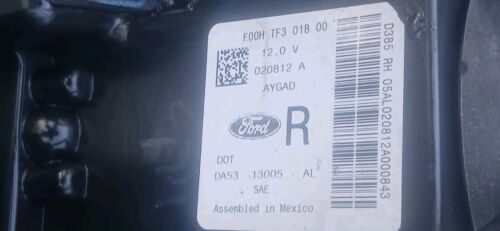 F00H TF3 018 00
12.0 V
020812 A
AYGAD
Ford
R
DOT
DA53 - 13005 - AL
SAE
Assembled in Mexico
D385 RH 05AL020812A000843